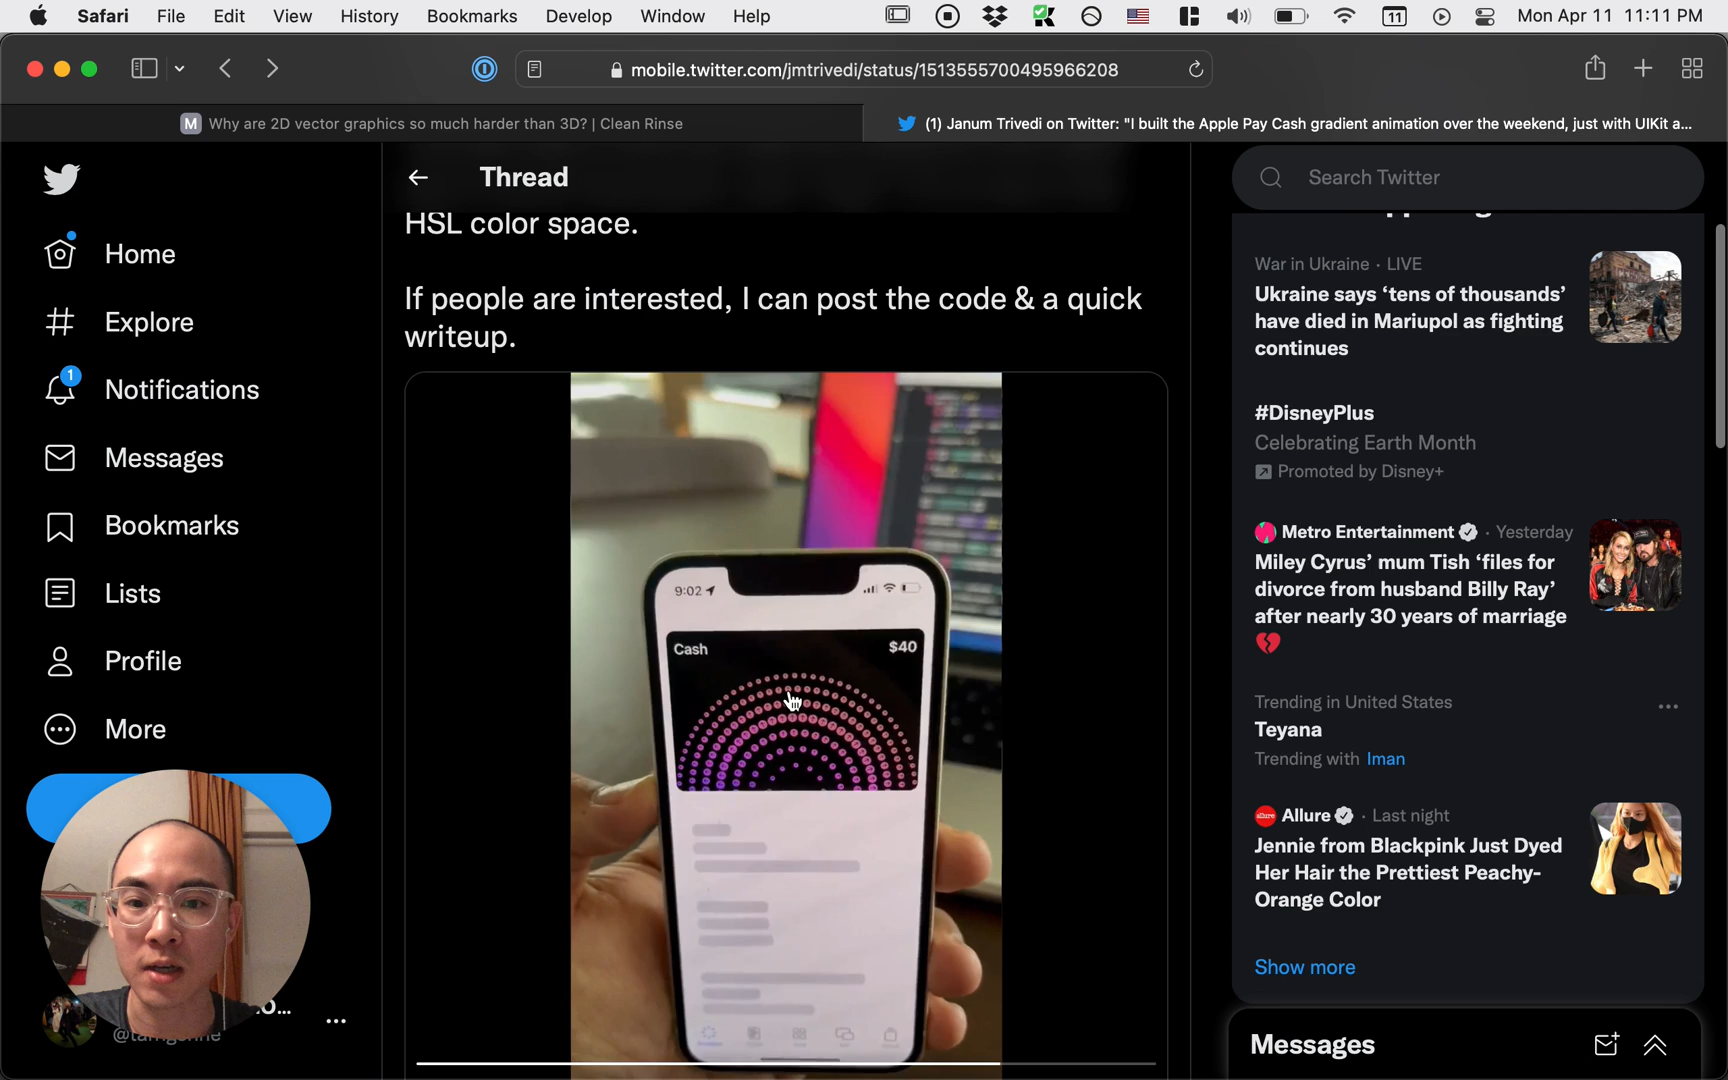 Safari File Edit View History Bookmarks Develop Window Help 11 Mon Apr 11 11:11 PM
mobile.twitter.com/jmtrivedi/status/1513555700495966208
M Why are 2D vector graphics so much harder than 3D? | Clean Rinse
(1) Janum Trivedi on Twitter: "I built the Apple Pay Cash gradient animation over the weekend, just with UIKit a...
Home
Explore
1
Notifications
Messages
Bookmarks
Lists
Profile
More
Thread
HSL color space.
If people are interested, I can post the code & a quick
writeup.
9:02
Cash $40
Search Twitter
War in Ukraine · LIVE
Ukraine says ‘tens of thousands’
have died in Mariupol as fighting
continues
#DisneyPlus
Celebrating Earth Month
Promoted by Disney+
Metro Entertainment · Yesterday
Miley Cyrus’ mum Tish ‘files for
divorce from husband Billy Ray’
after nearly 30 years of marriage
Trending in United States
Teyana
Trending with Iman
allure Allure · Last night
Jennie from Blackpink Just Dyed
Her Hair the Prettiest Peachy-
Orange Color
Show more
Messages